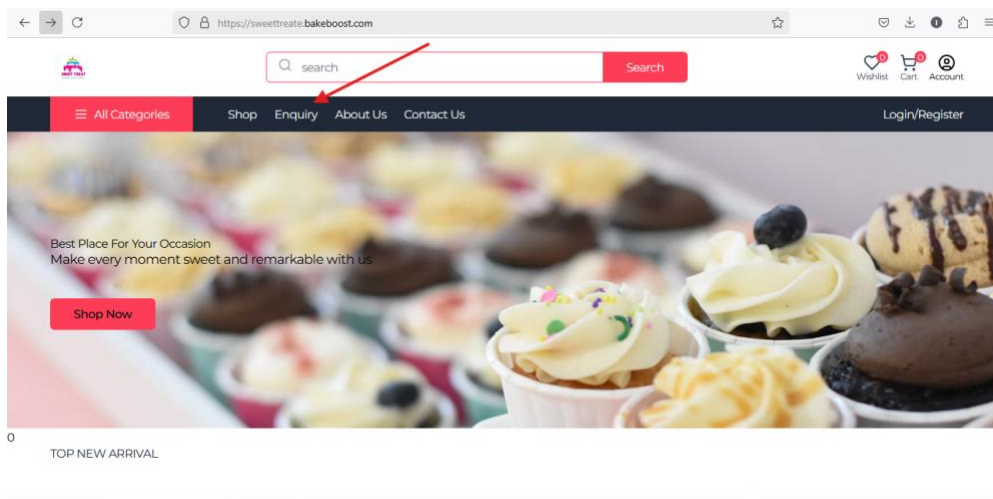 https://sweettreate.bakeboost.com
SWEET TREAT
search
Search
0
0
Wishlist
Cart
Account
All Categories
Shop
Enquiry
About Us
Contact Us
Login/Register
Best Place For Your Occasion
Make every moment sweet and remarkable with us
Shop Now
0
TOP NEW ARRIVAL